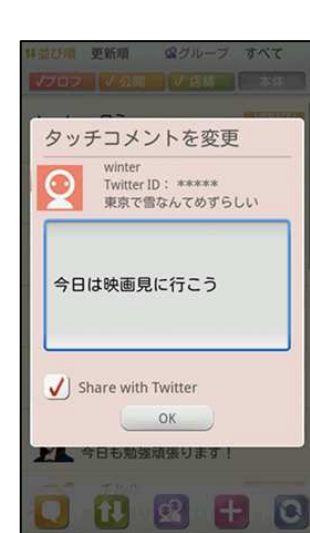 並び順 更新順 グループ すべて
プロフ 公開 店舗 本体
タッチコメントを変更
winter
Twitter ID： *****
東京で雪なんてめずらしい
今日は映画見に行こう
Share with Twitter
OK
今日も勉強頑張ります！